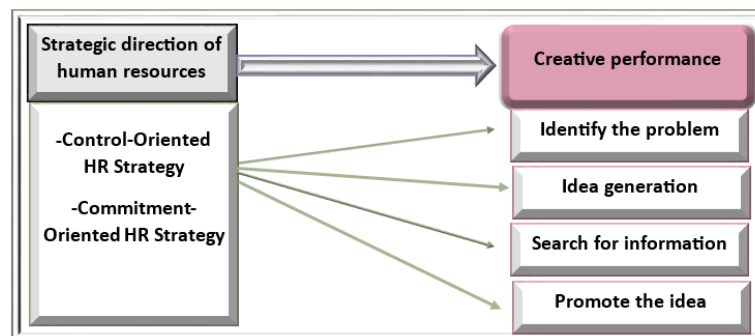 Strategic direction of
human resources
Creative performance
-Control-Oriented
HR Strategy
-Commitment-
Oriented HR Strategy
Identify the problem
Idea generation
Search for information
Promote the idea